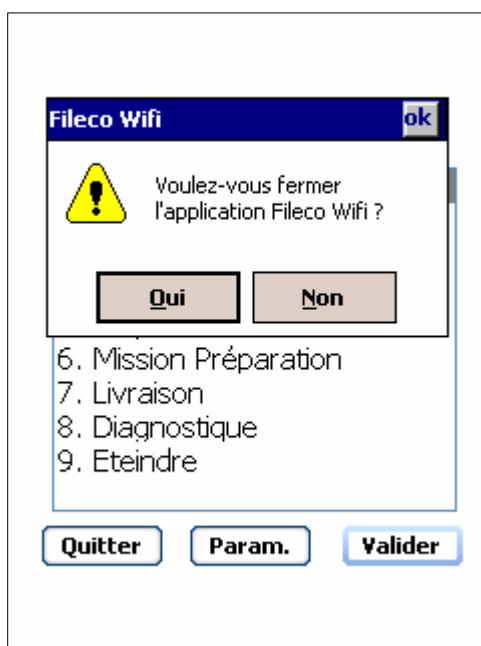 Fileco Wifi
ok
Voulez-vous fermer
l'application Fileco Wifi ?
Oui
Non
6. Mission Préparation
7. Livraison
8. Diagnostique
9. Eteindre
Quitter
Param.
Valider